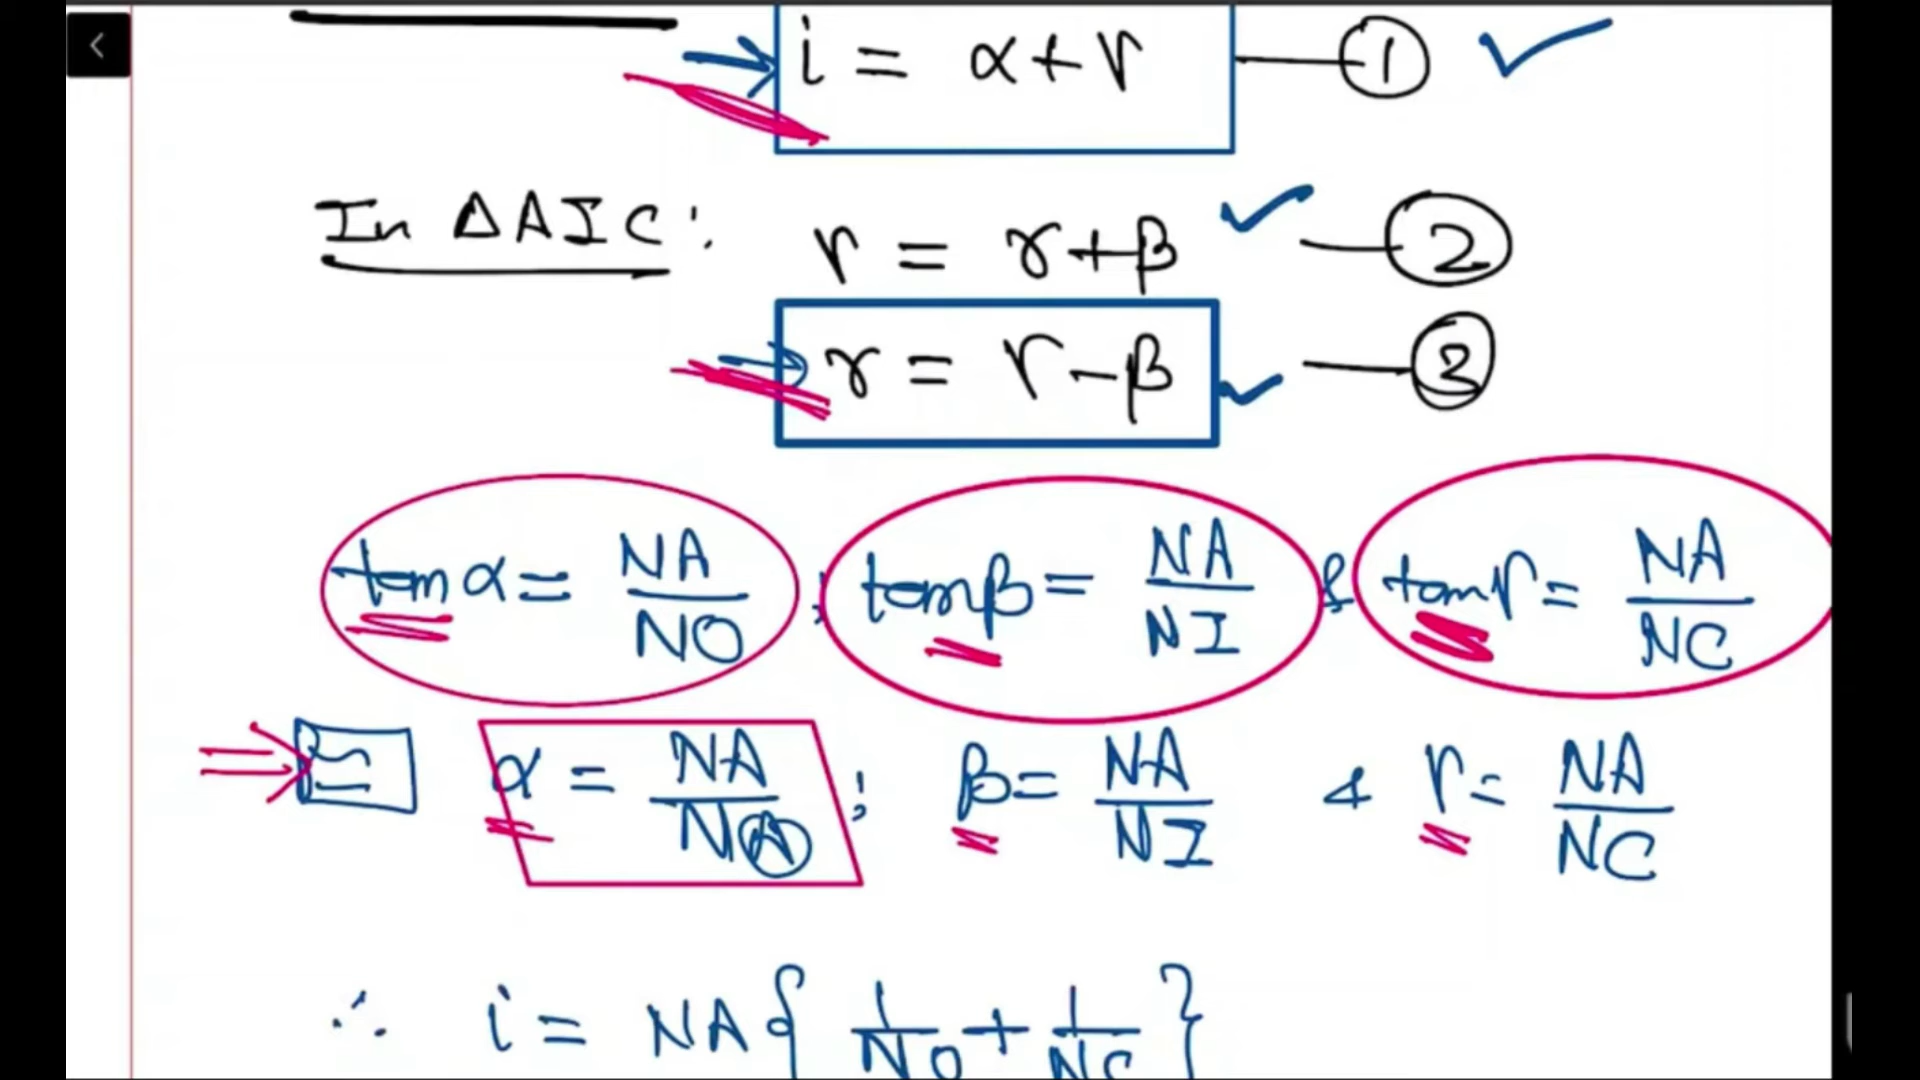 i = α + γ — 1
In ΔAIC: r = γ + β — 2
r = γ - β — 3
tan α = NA/NO ; tan β = NA/NI & tan γ = NA/NC
≈ α = NA/NO ; β = NA/NI & γ = NA/NC
∴ i = NA { 1/NO + 1/NC }